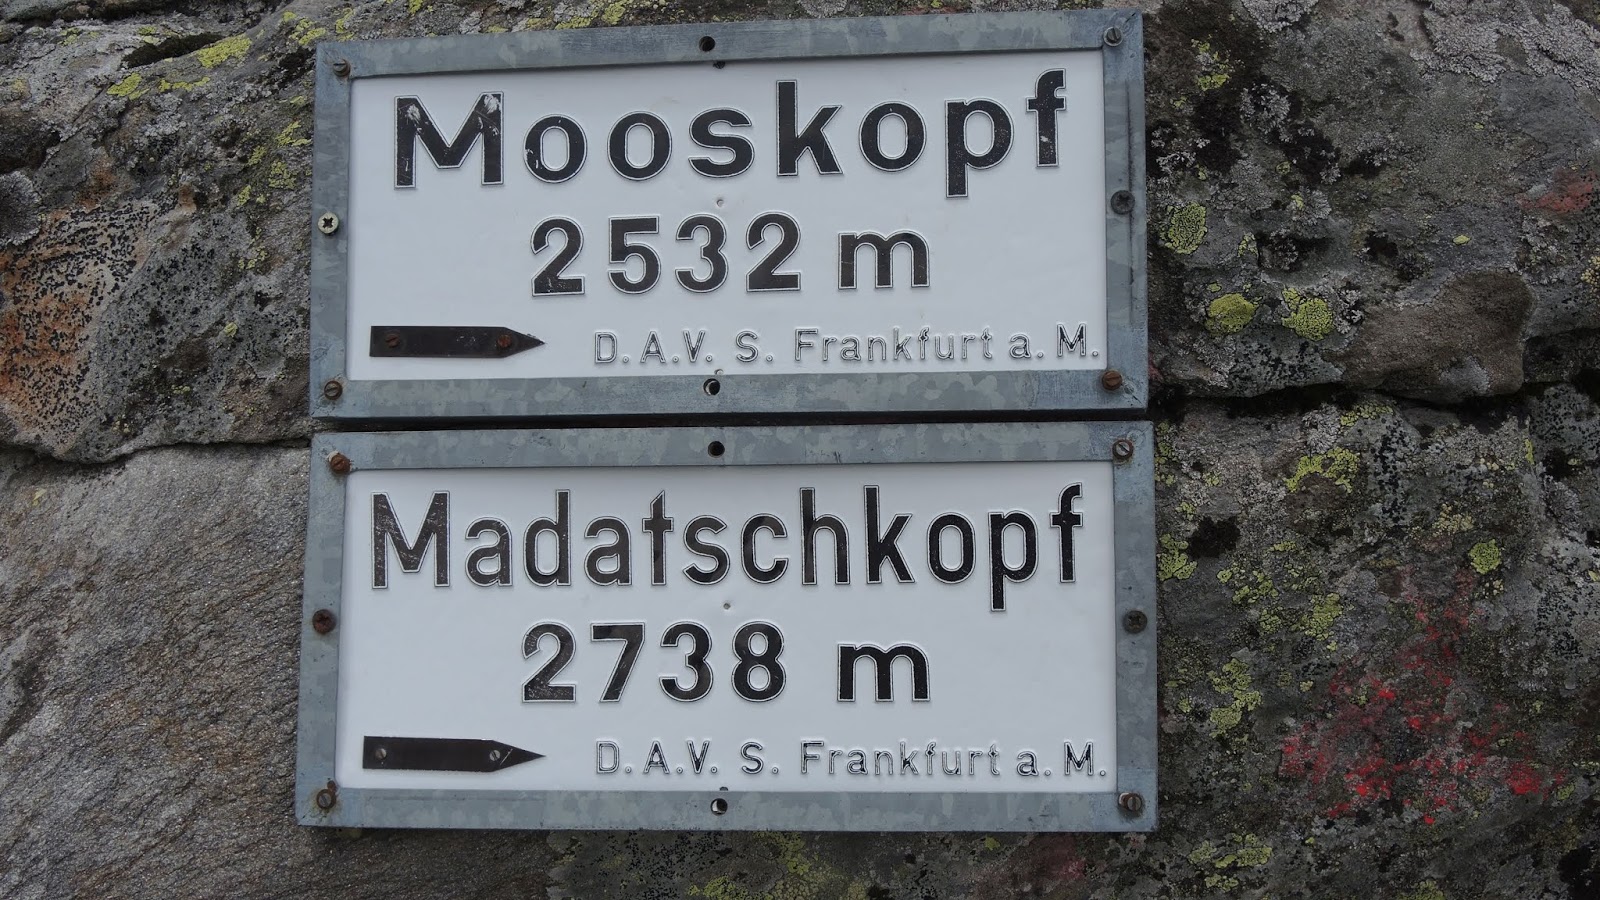 Mooskopf
2532 m
D.A.V. S. Frankfurt a. M.
Madatschkopf
2738 m
D.A.V. S. Frankfurt a. M.